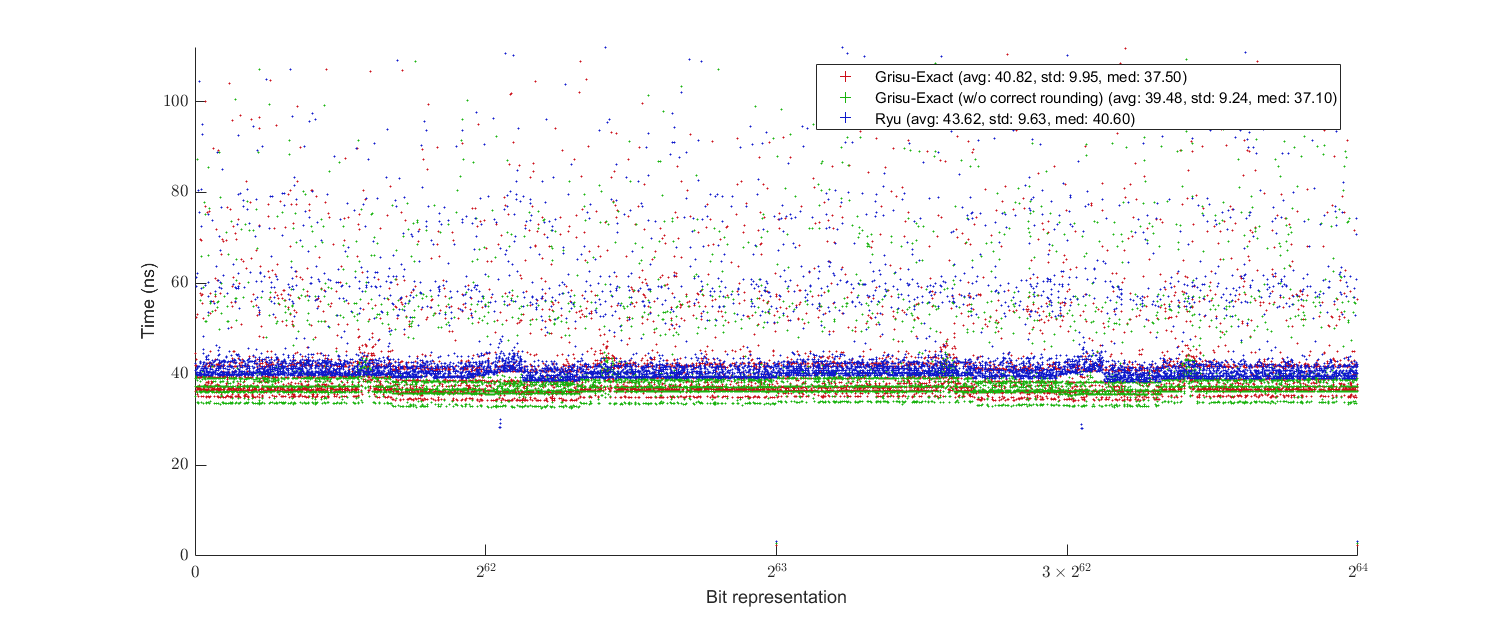 Grisu-Exact (avg: 40.82, std: 9.95, med: 37.50)
Grisu-Exact (w/o correct rounding) (avg: 39.48, std: 9.24, med: 37.10)
Ryu (avg: 43.62, std: 9.63, med: 40.60)
100
80
60
40
20
0
Time (ns)
0 2^62 2^63 3 × 2^62 2^64
Bit representation